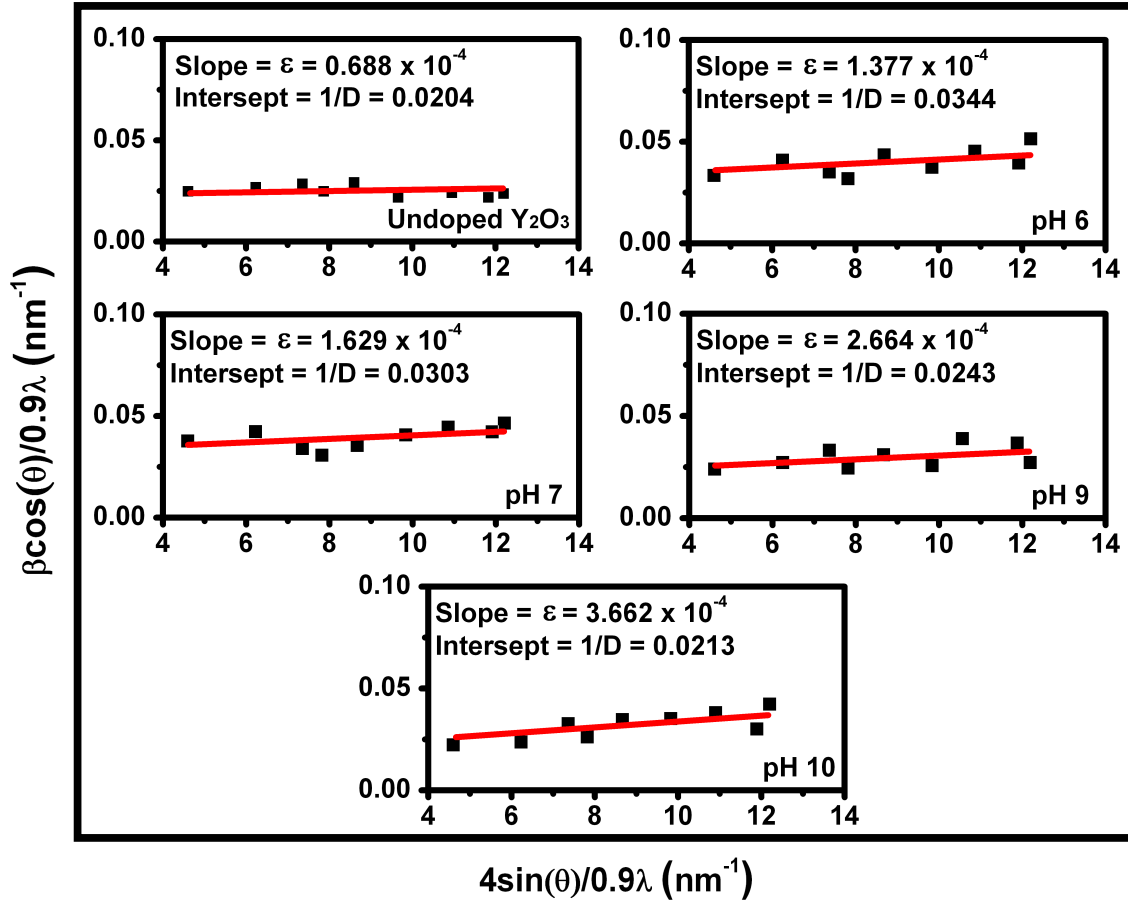 βcos(θ)/0.9λ (nm⁻¹)
0.10
0.05
0.00
Slope = ε = 0.688 x 10⁻⁴
Intersept = 1/D = 0.0204
Undoped Y₂O₃
4 6 8 10 12 14
0.10
0.05
0.00
Slope = ε = 1.377 x 10⁻⁴
Intersept = 1/D = 0.0344
pH 6
4 6 8 10 12 14
0.10
0.05
0.00
Slope = ε = 1.629 x 10⁻⁴
Intersept = 1/D = 0.0303
pH 7
4 6 8 10 12 14
0.10
0.05
0.00
Slope = ε = 2.664 x 10⁻⁴
Intersept = 1/D = 0.0243
pH 9
4 6 8 10 12 14
0.10
0.05
0.00
Slope = ε = 3.662 x 10⁻⁴
Intersept = 1/D = 0.0213
pH 10
4 6 8 10 12 14
4sin(θ)/0.9λ (nm⁻¹)